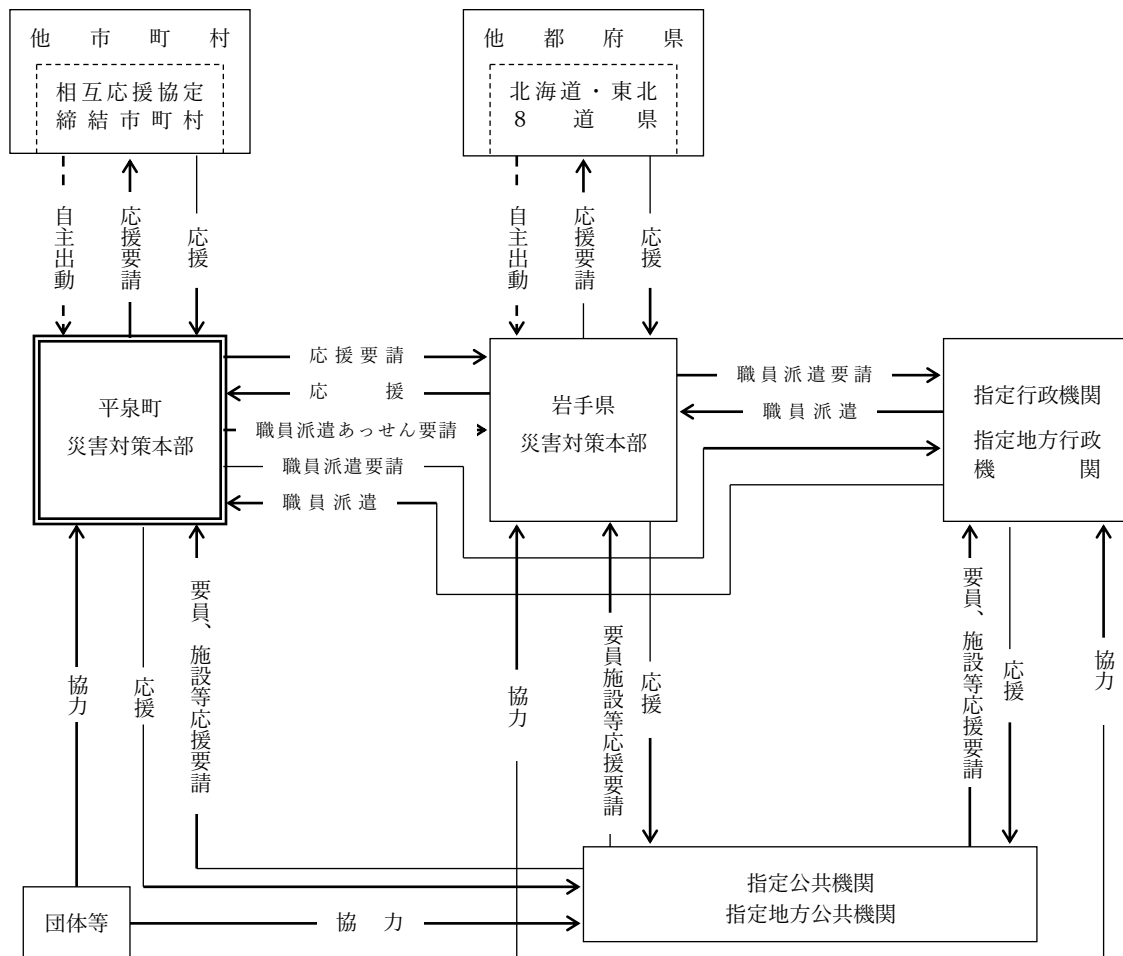 他市町村
相互応援協定
締結市町村
他都府県
北海道・東北
８道県
自主出動
応援要請
応援
自主出動
応援要請
応援
平泉町
災害対策本部
応援要請
応援
職員派遣あっせん要請
職員派遣要請
職員派遣
岩手県
災害対策本部
職員派遣要請
職員派遣
指定行政機関
指定地方行政
機関
協力
応援
要員、施設等応援要請
協力
要員施設等応援要請
応援
要員、施設等応援要請
応援
協力
団体等
協力
指定公共機関
指定地方公共機関